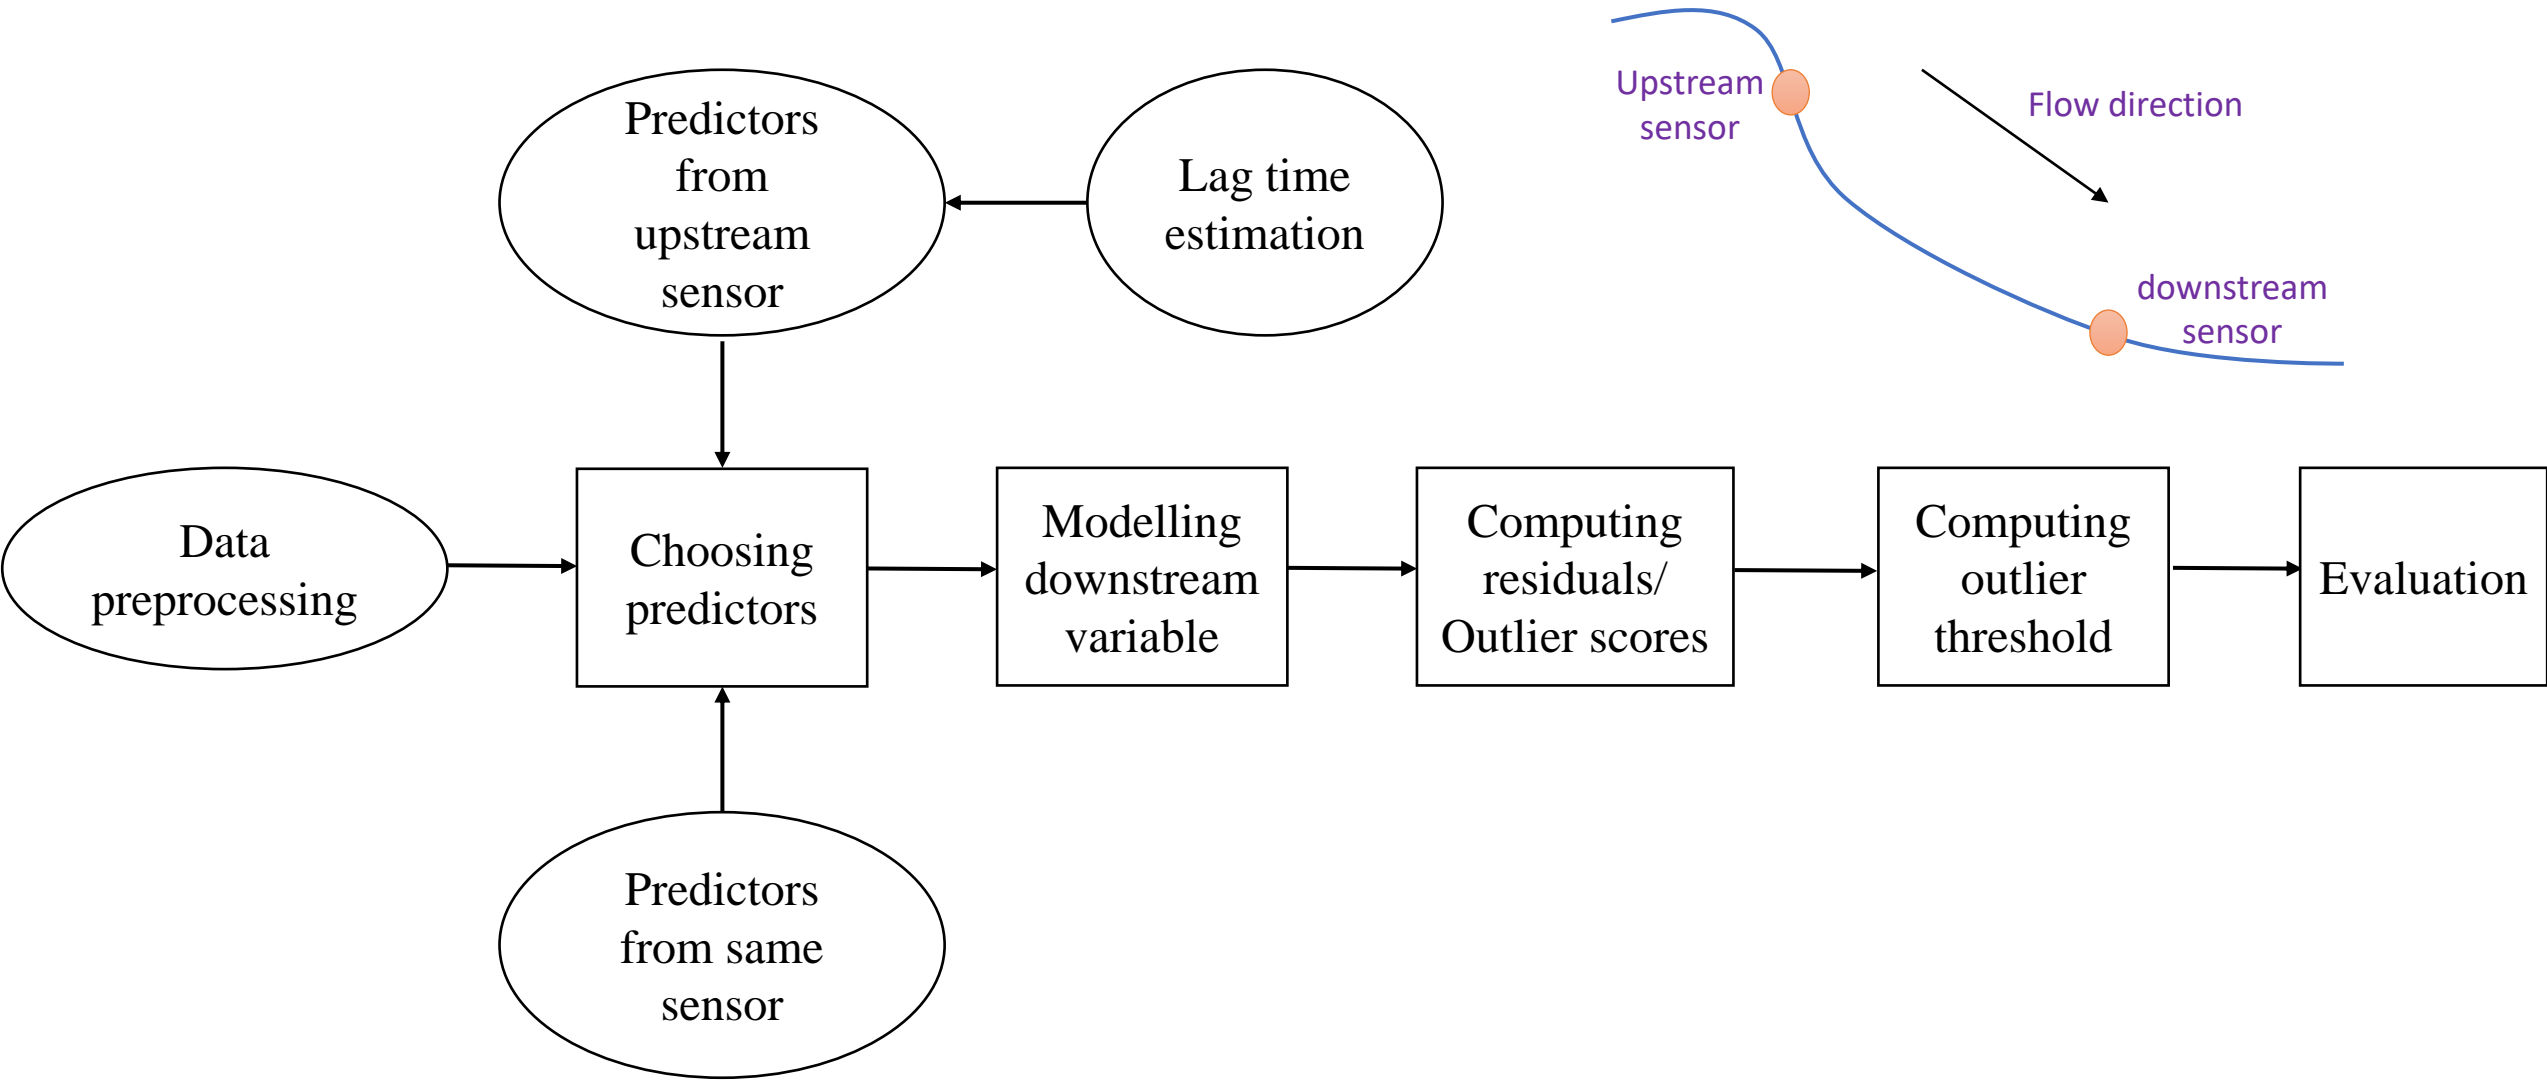 Predictors
from
upstream
sensor
Lag time
estimation
Upstream
sensor
Flow direction
downstream
sensor
Data
preprocessing
Choosing
predictors
Modelling
downstream
variable
Computing
residuals/
Outlier scores
Computing
outlier
threshold
Evaluation
Predictors
from same
sensor